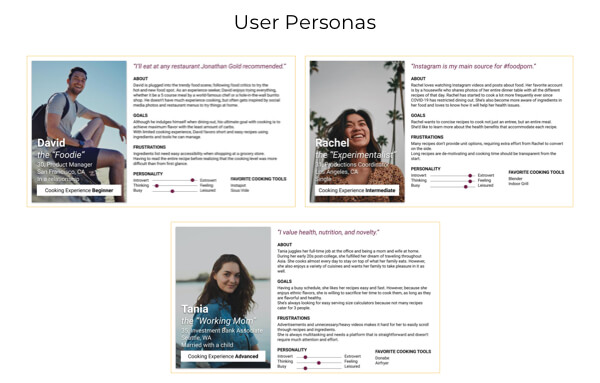 User Personas
"I'll eat at any restaurant Jonathan Gold recommended."
ABOUT
David is plugged into the trendy food scene, following food critics to try the
hot-and-new food spot. As an experience seeker, David enjoys trying everything,
whether it be a 5 course meal by a world-famous chef or a hole-in-the-wall burrito
shop. He doesn't have much experience cooking, but often gets inspired by social
media photos and restaurant menus to try things at home.
GOALS
Although he indulges himself when dining out, his ultimate goal with cooking is to
achieve maximum flavor with the least amount of carbs.
With limited cooking experience, David favors short and easy recipes using
ingredients and tools he can manage.
FRUSTRATIONS
Ingredients list need easy accessibility when shopping at a grocery store.
Having to read the entire recipe before realizing that the cooking level was more
difficult than than first glance.
PERSONALITY
Introvert Extrovert
Thinking Feeling
Busy Leisured
FAVORITE COOKING TOOLS
Instapot
Sous Vide
David
the "Foodie"
30, Product Manager
San Francisco, CA
In a relationship
Cooking Experience Beginner
"Instagram is my main source for #foodporn."
ABOUT
Rachel loves watching Instagram videos and posts about food. Her favorite account
is by a housewife who shares photos of her entire dinner table with all the different
recipes of that day. Rachel has started to cook a lot more frequently ever since
COVID-19 has restricted dining out. She's also become more aware of ingredients in
her food and loves to know how it will help her health.
GOALS
Rachel wants to concise recipes to cook not just an entree, but an entire meal.
She'd like to learn more about the health benefits that accommodate each recipe.
FRUSTRATIONS
Many recipes don't provide unit options, requiring extra effort from Rachel to convert
on the side.
Long recipes are de-motivating and cooking time should be transparent from the
start.
PERSONALITY
Introvert Extrovert
Thinking Feeling
Busy Leisured
FAVORITE COOKING TOOLS
Blender
Indoor Grill
Rachel
the "Experimentalist"
Productions Coordinator
Los Angeles, CA
Single
Cooking Experience Intermediate
"I value health, nutrition, and novelty."
ABOUT
Tania juggles her full-time job at the office and being a mom and wife at home.
During her early 20s post-college, she fulfilled her dream of traveling throughout
Asia. She cooks almost every day to stay on top of what her family eats. However,
she also enjoys a variety of cuisines and wants her family to take pleasure in it as
well.
GOALS
Having a busy schedule, she likes her recipes easy and fast. However, because she
enjoys ethnic flavors, she is willing to sacrifice her time to cook them, as long as they
are flavorful and healthy.
She's always looking for easy serving size calculators because not many recipes
cater for 3 people.
FRUSTRATIONS
Advertisements and unnecessary/heavy videos makes it hard for her to easily scroll
through recipes and ingredients.
She is always multitasking and needs a platform that is straightforward and doesn't
require much attention and effort.
PERSONALITY
Introvert Extrovert
Thinking Feeling
Busy Leisured
FAVORITE COOKING TOOLS
Donabe
Airfryer
Tania
the "Working Mom"
Investment Bank Associate
Seattle, WA
Married with a child
Cooking Experience Advanced